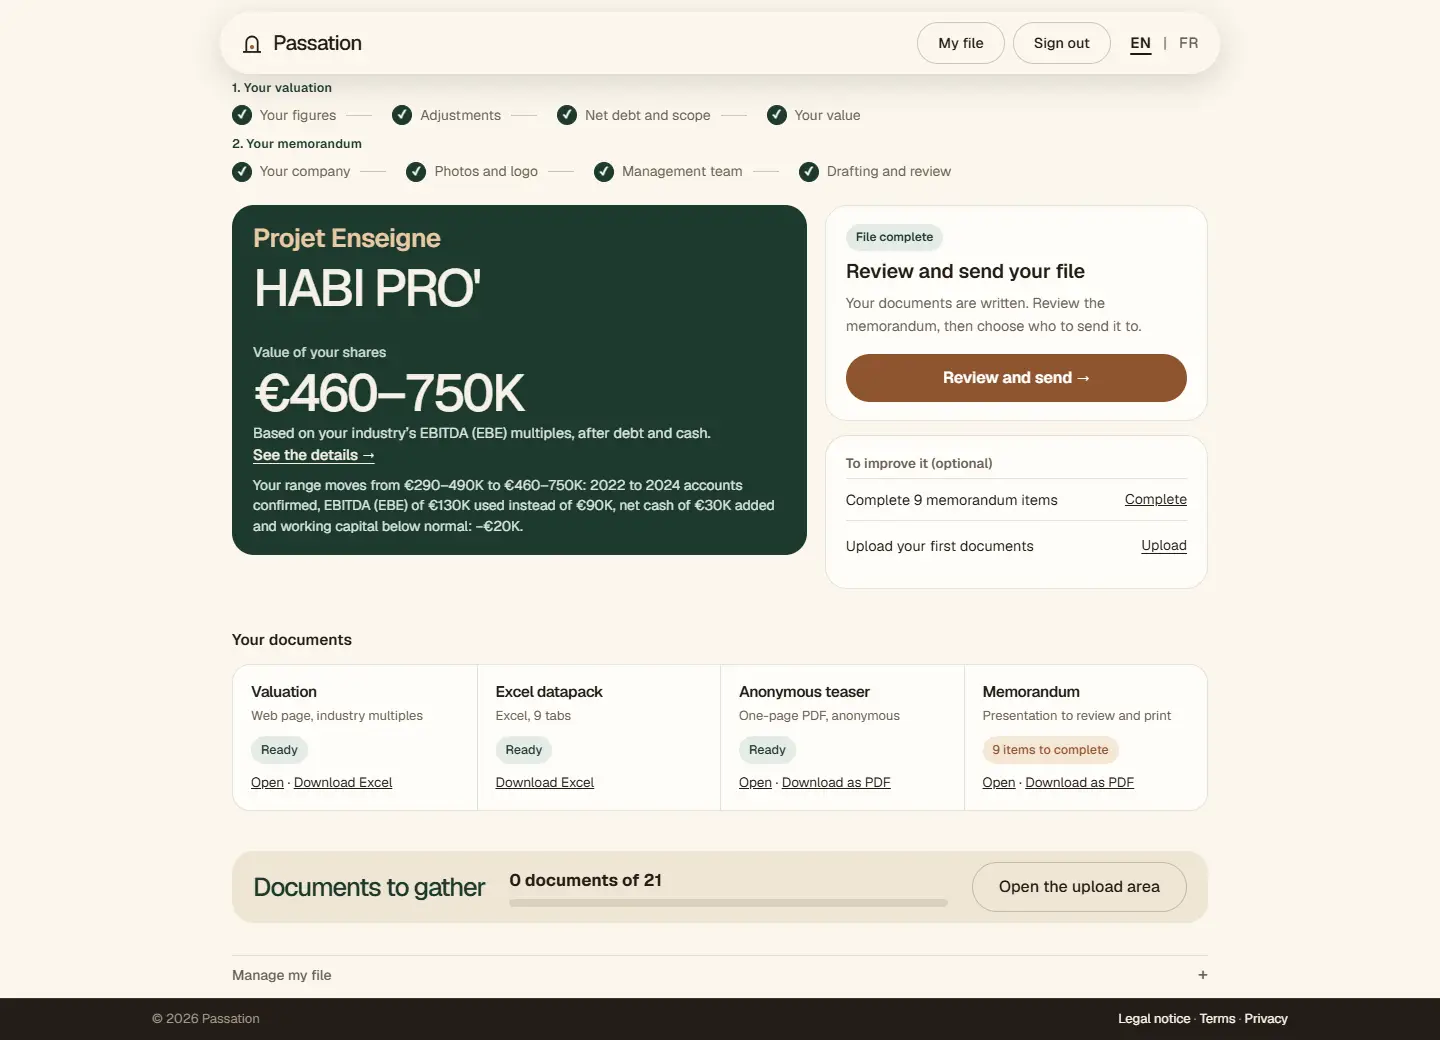 Passation
My file
Sign out
EN | FR
1. Your valuation
Your figures
Adjustments
Net debt and scope
Your value
2. Your memorandum
Your company
Photos and logo
Management team
Drafting and review
Projet Enseigne
HABI PRO'
Value of your shares
€460–750K
Based on your industry’s EBITDA (EBE) multiples, after debt and cash.
See the details →
Your range moves from €290–490K to €460–750K: 2022 to 2024 accounts
confirmed, EBITDA (EBE) of €130K used instead of €90K, net cash of €30K added
and working capital below normal: −€20K.
File complete
Review and send your file
Your documents are written. Review the
memorandum, then choose who to send it to.
Review and send →
To improve it (optional)
Complete 9 memorandum items
Complete
Upload your first documents
Upload
Your documents
Valuation
Web page, industry multiples
Ready
Open · Download Excel
Excel datapack
Excel, 9 tabs
Ready
Download Excel
Anonymous teaser
One-page PDF, anonymous
Ready
Open · Download as PDF
Memorandum
Presentation to review and print
9 items to complete
Open · Download as PDF
Documents to gather
0 documents of 21
Open the upload area
Manage my file
+
© 2026 Passation
Legal notice · Terms · Privacy